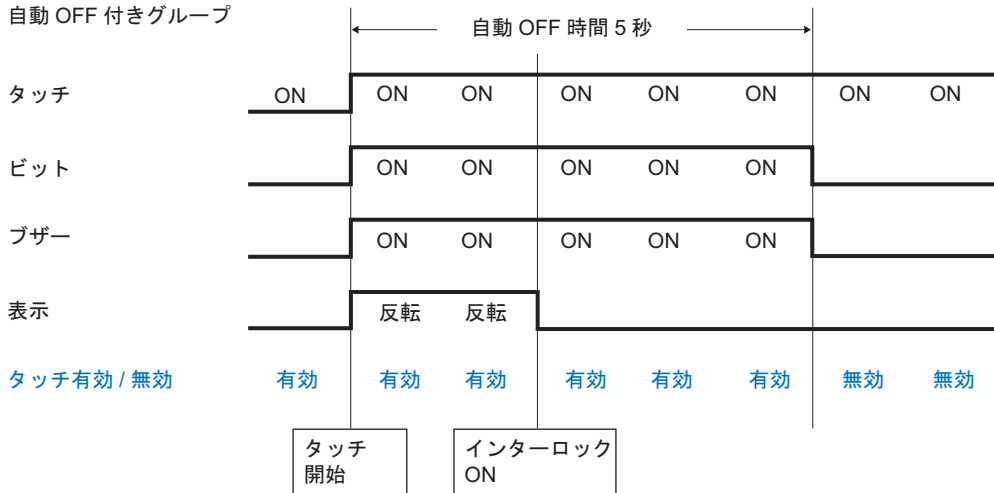 自動 OFF 付きグループ
自動 OFF 時間 5 秒
タッチ ON ON ON ON ON ON ON ON
ビット ON ON ON ON ON
ブザー ON ON ON ON ON
表示 反転 反転
タッチ有効 / 無効 有効 有効 有効 有効 有効 有効 無効 無効
タッチ
開始
インターロック
ON